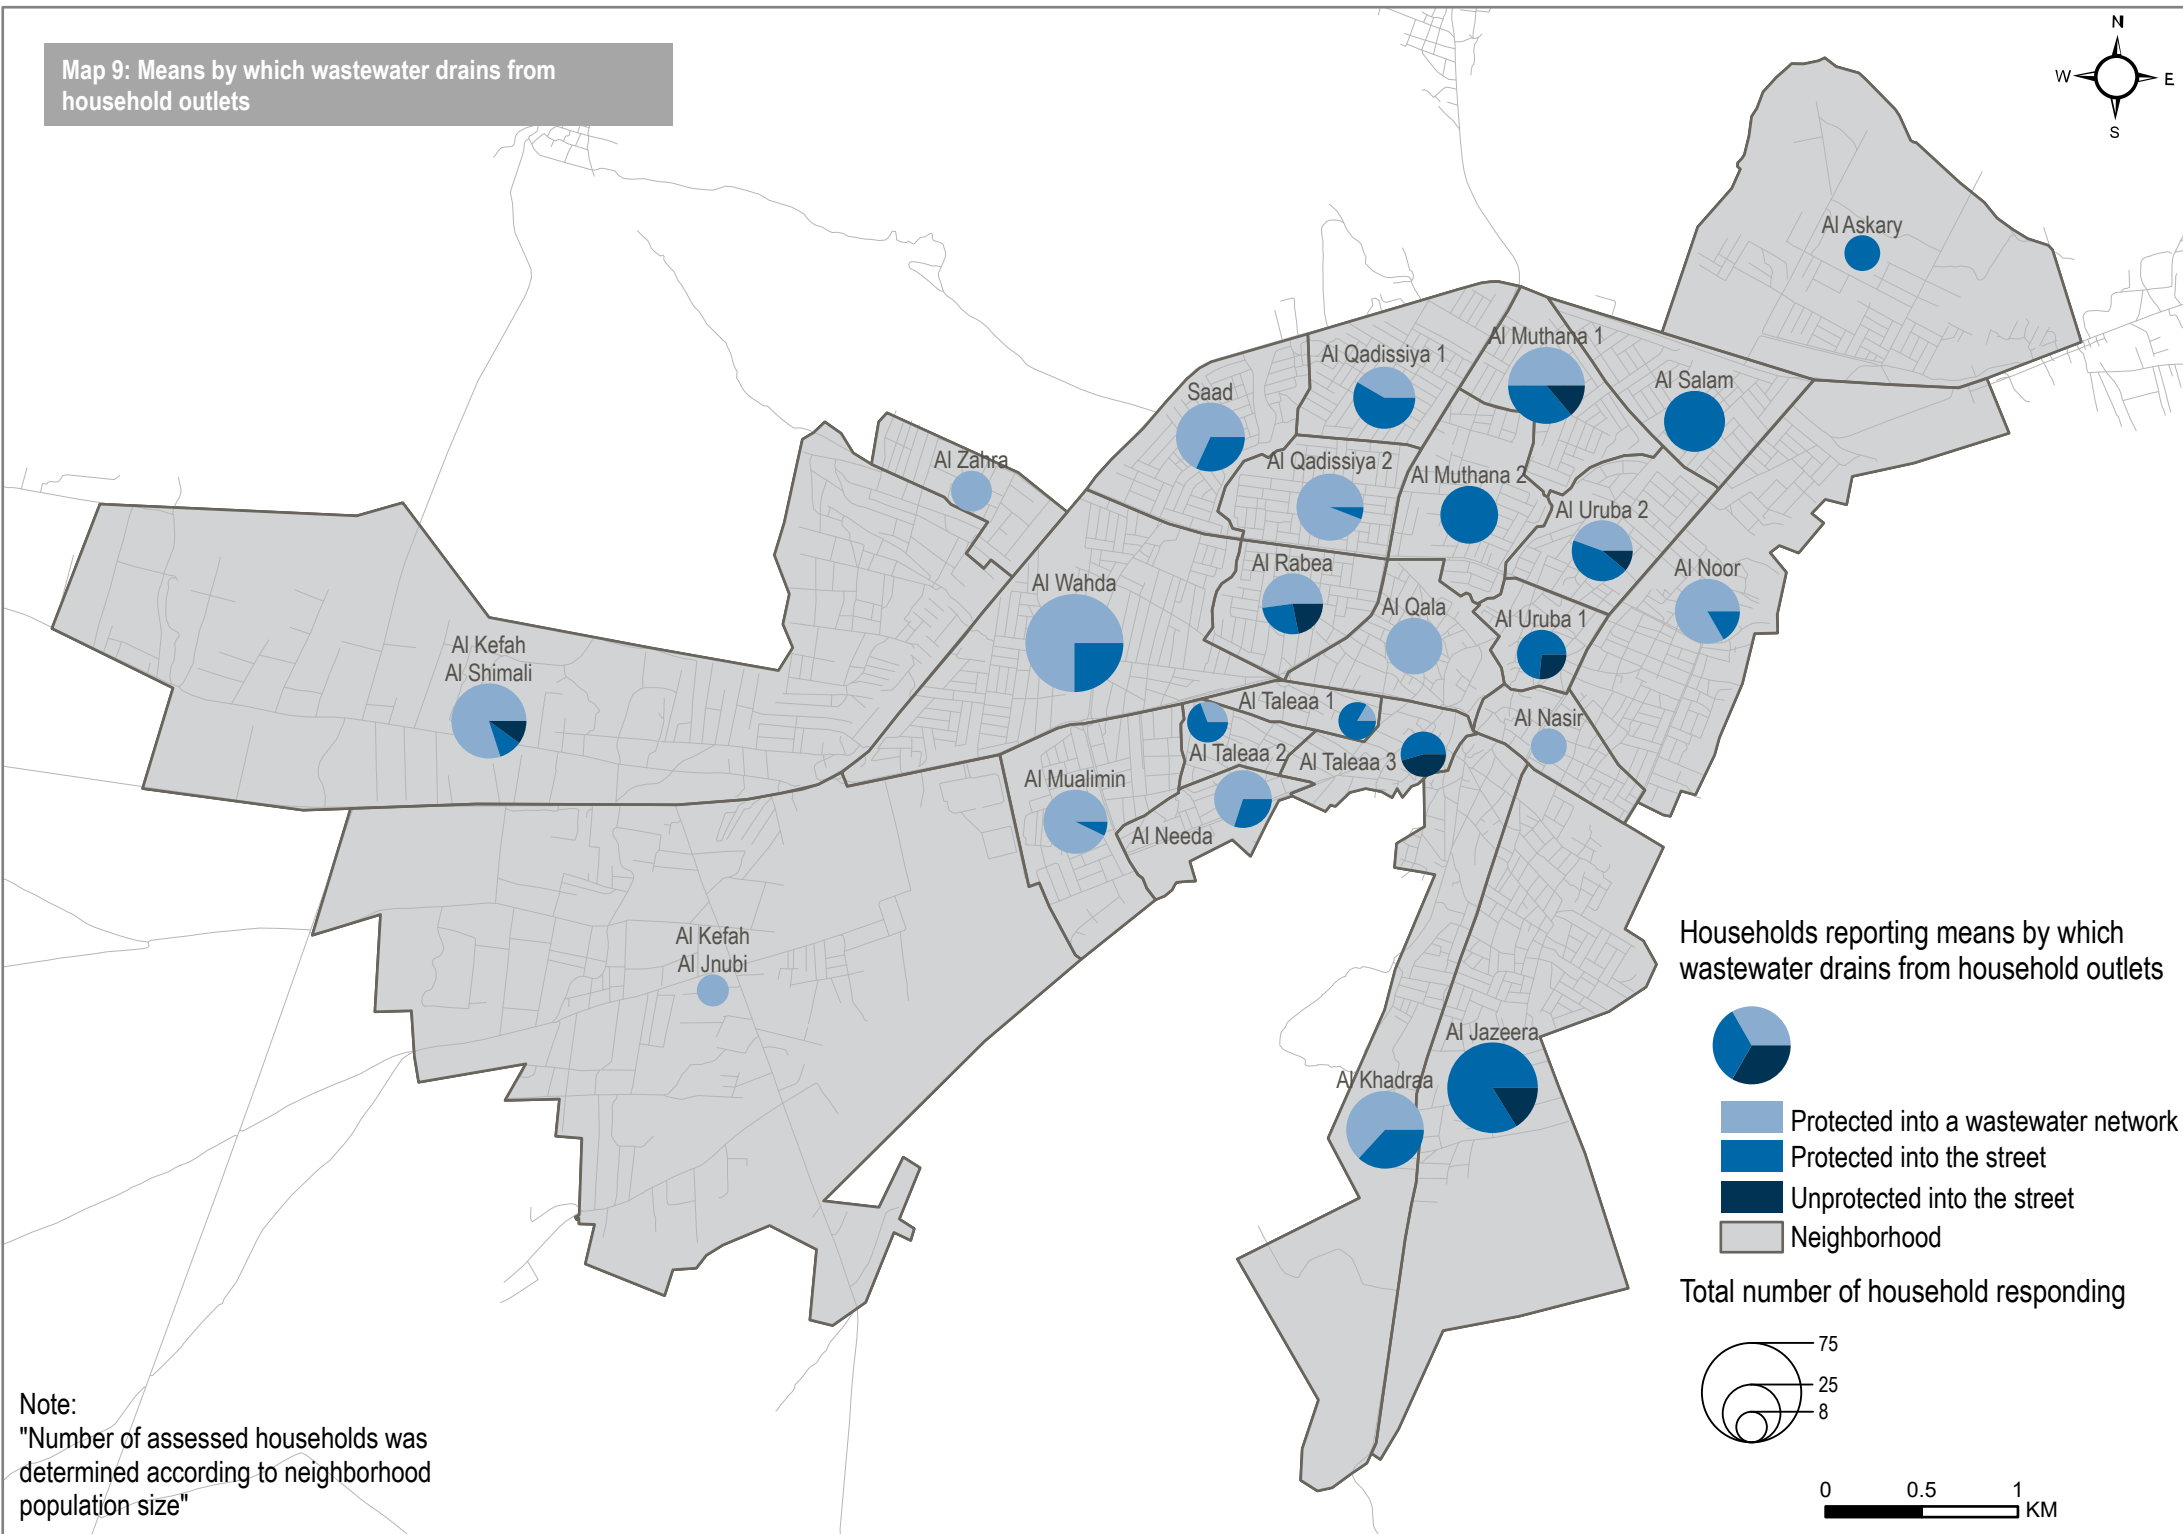 Map 9: Means by which wastewater drains from
household outlets
N
W
E
S
Al Askary
Al Muthana 1
Al Qadissiya 1
Al Salam
Saad
Al Zahra
Al Qadissiya 2
Al Muthana 2
Al Uruba 2
Al Wahda
Al Rabea
Al Noor
Al Qala
Al Uruba 1
Al Kefah
Al Shimali
Al Taleaa 1
Al Nasir
Al Taleaa 2
Al Taleaa 3
Al Mualimin
Al Needa
Al Kefah
Al Jnubi
Al Jazeera
Al Khadraa
Households reporting means by which
wastewater drains from household outlets
Protected into a wastewater network
Protected into the street
Unprotected into the street
Neighborhood
Total number of household responding
75
25
8
Note:
"Number of assessed households was
determined according to neighborhood
population size"
0 0.5 1
KM